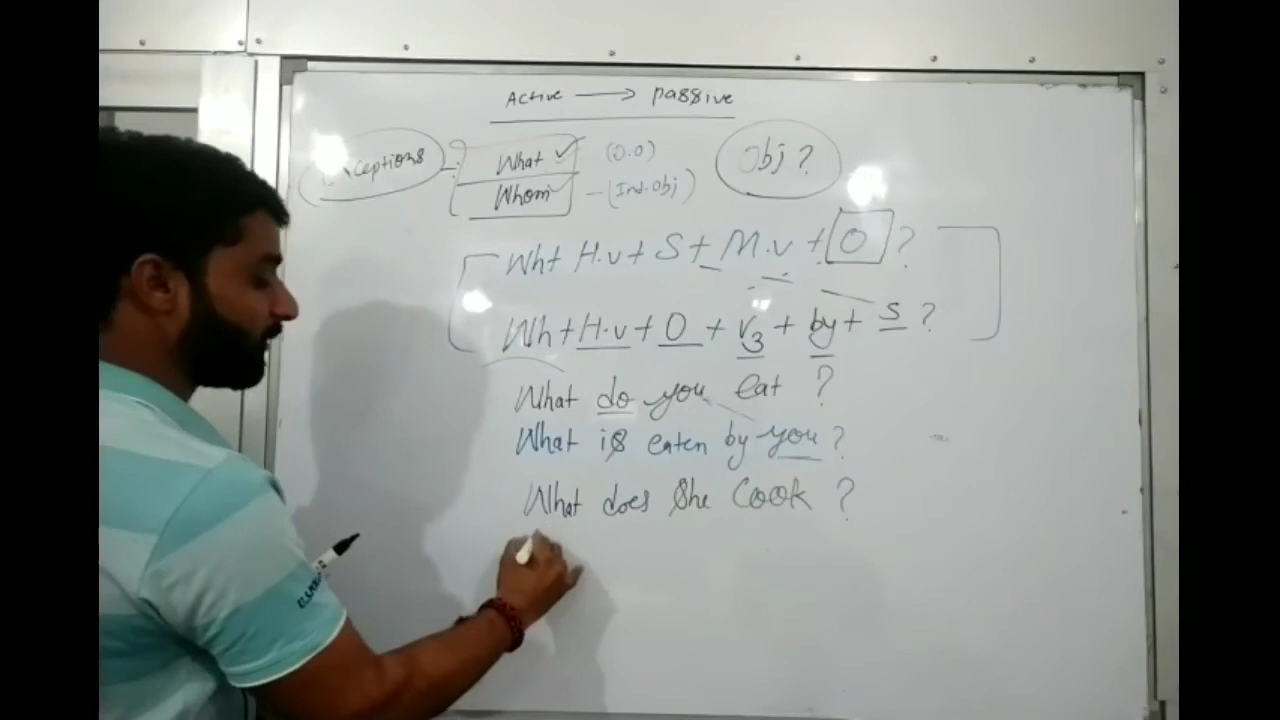 Active → passive
Exceptions - What ✓ (D.O) Obj ?
Whom ✓ - (Ind.Obj)
Wh+ H.v + S + M.v + O ?
Wh + H.v + O + V3 + by + S ?
What do you eat ?
What is eaten by you ?
What does She Cook ?